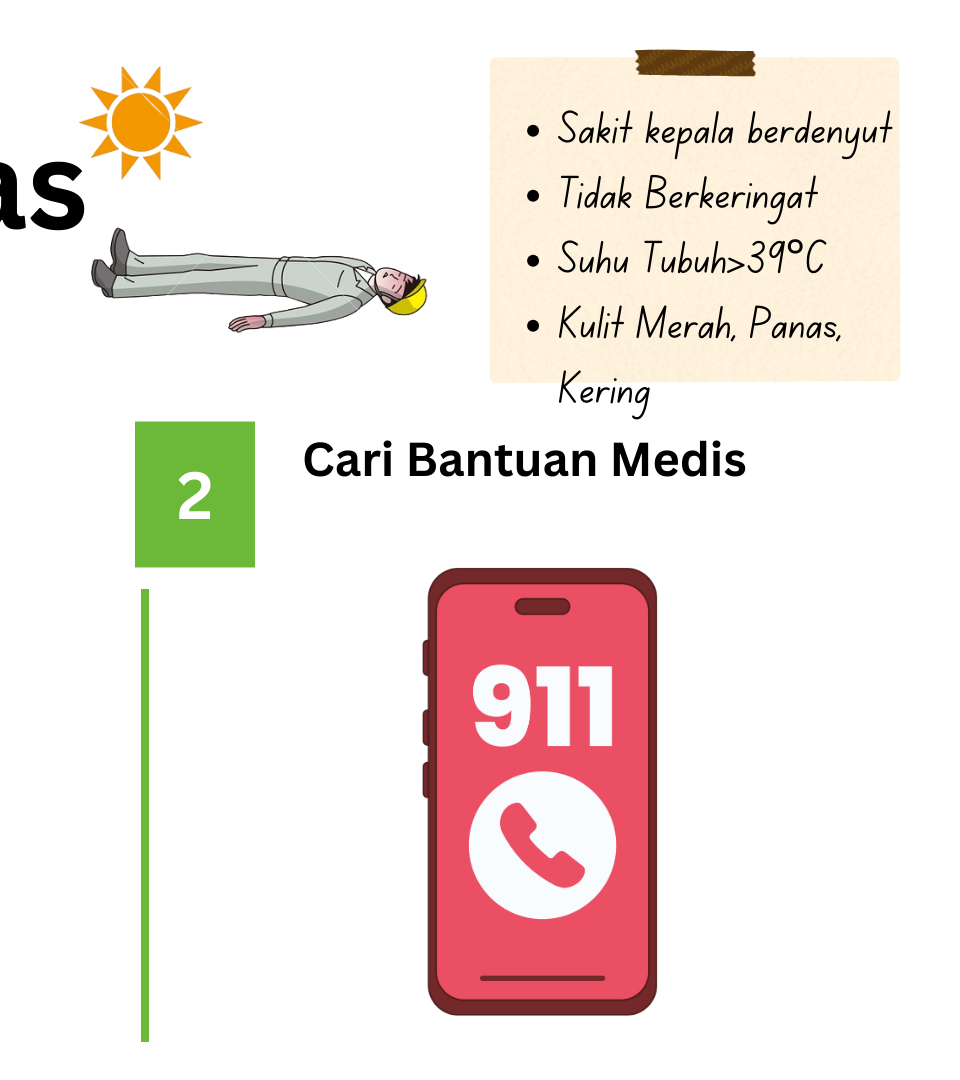 as
• Sakit kepala berdenyut
• Tidak Berkeringat
• Suhu Tubuh>39°C
• Kulit Merah, Panas,
Kering
2
Cari Bantuan Medis
911